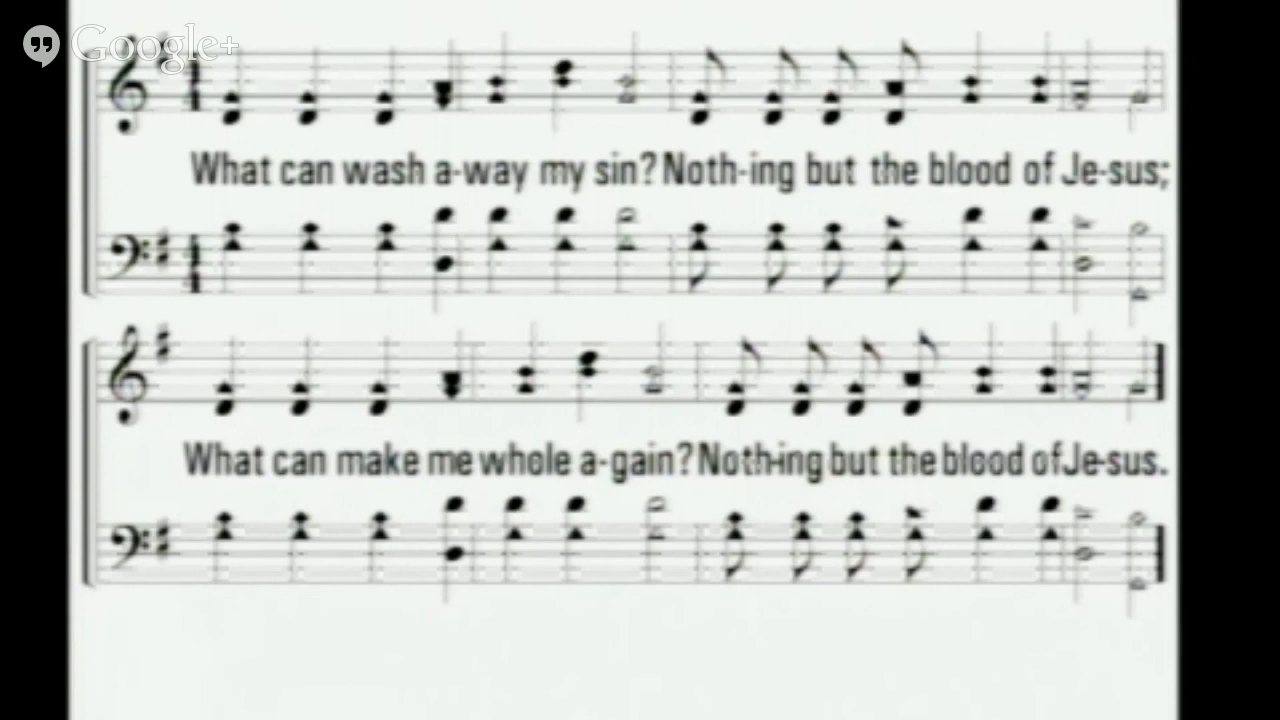 Google+
What can wash a-way my sin? Noth-ing but the blood of Je-sus;
What can make me whole a-gain? Noth-ing but the blood of Je-sus.